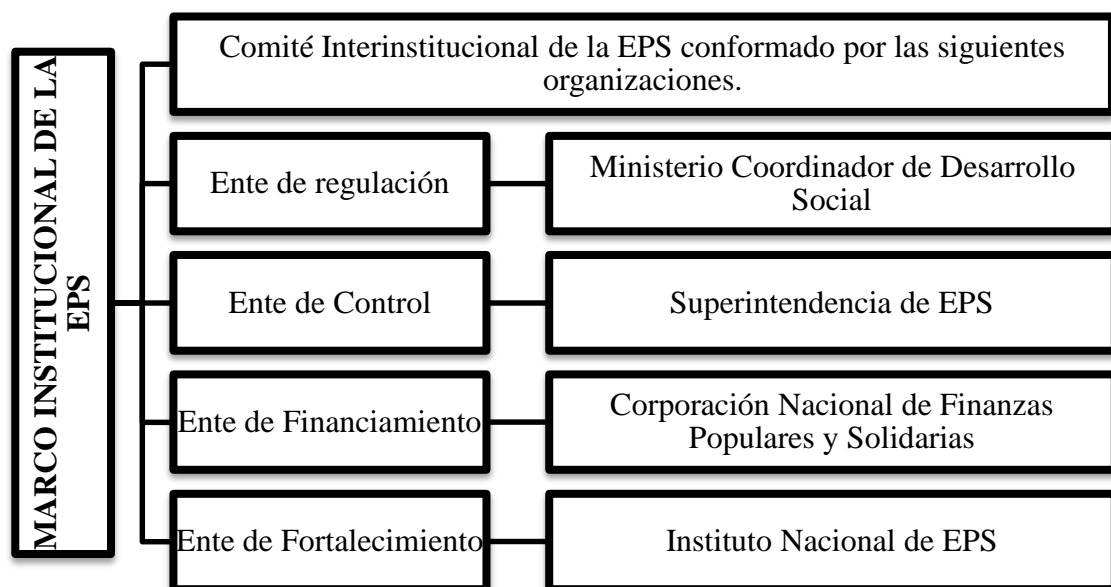 MARCO INSTITUCIONAL DE LA
EPS
Comité Interinstitucional de la EPS conformado por las siguientes
organizaciones.
Ente de regulación
Ministerio Coordinador de Desarrollo
Social
Ente de Control
Superintendencia de EPS
Ente de Financiamiento
Corporación Nacional de Finanzas
Populares y Solidarias
Ente de Fortalecimiento
Instituto Nacional de EPS